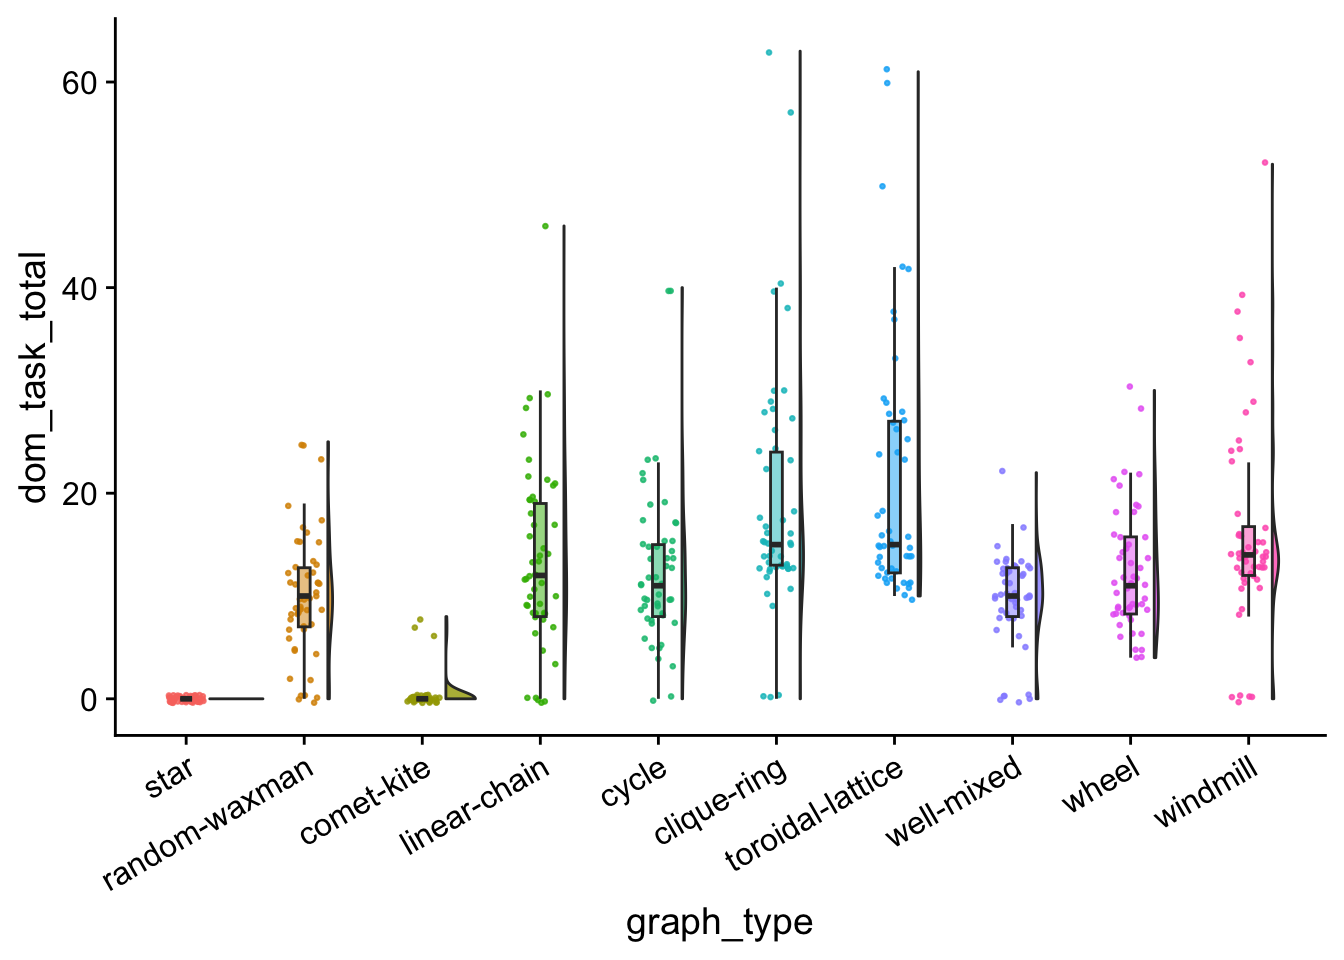 dom_task_total
60
40
20
0
star
random-waxman
comet-kite
linear-chain
cycle
clique-ring
toroidal-lattice
well-mixed
wheel
windmill
graph_type